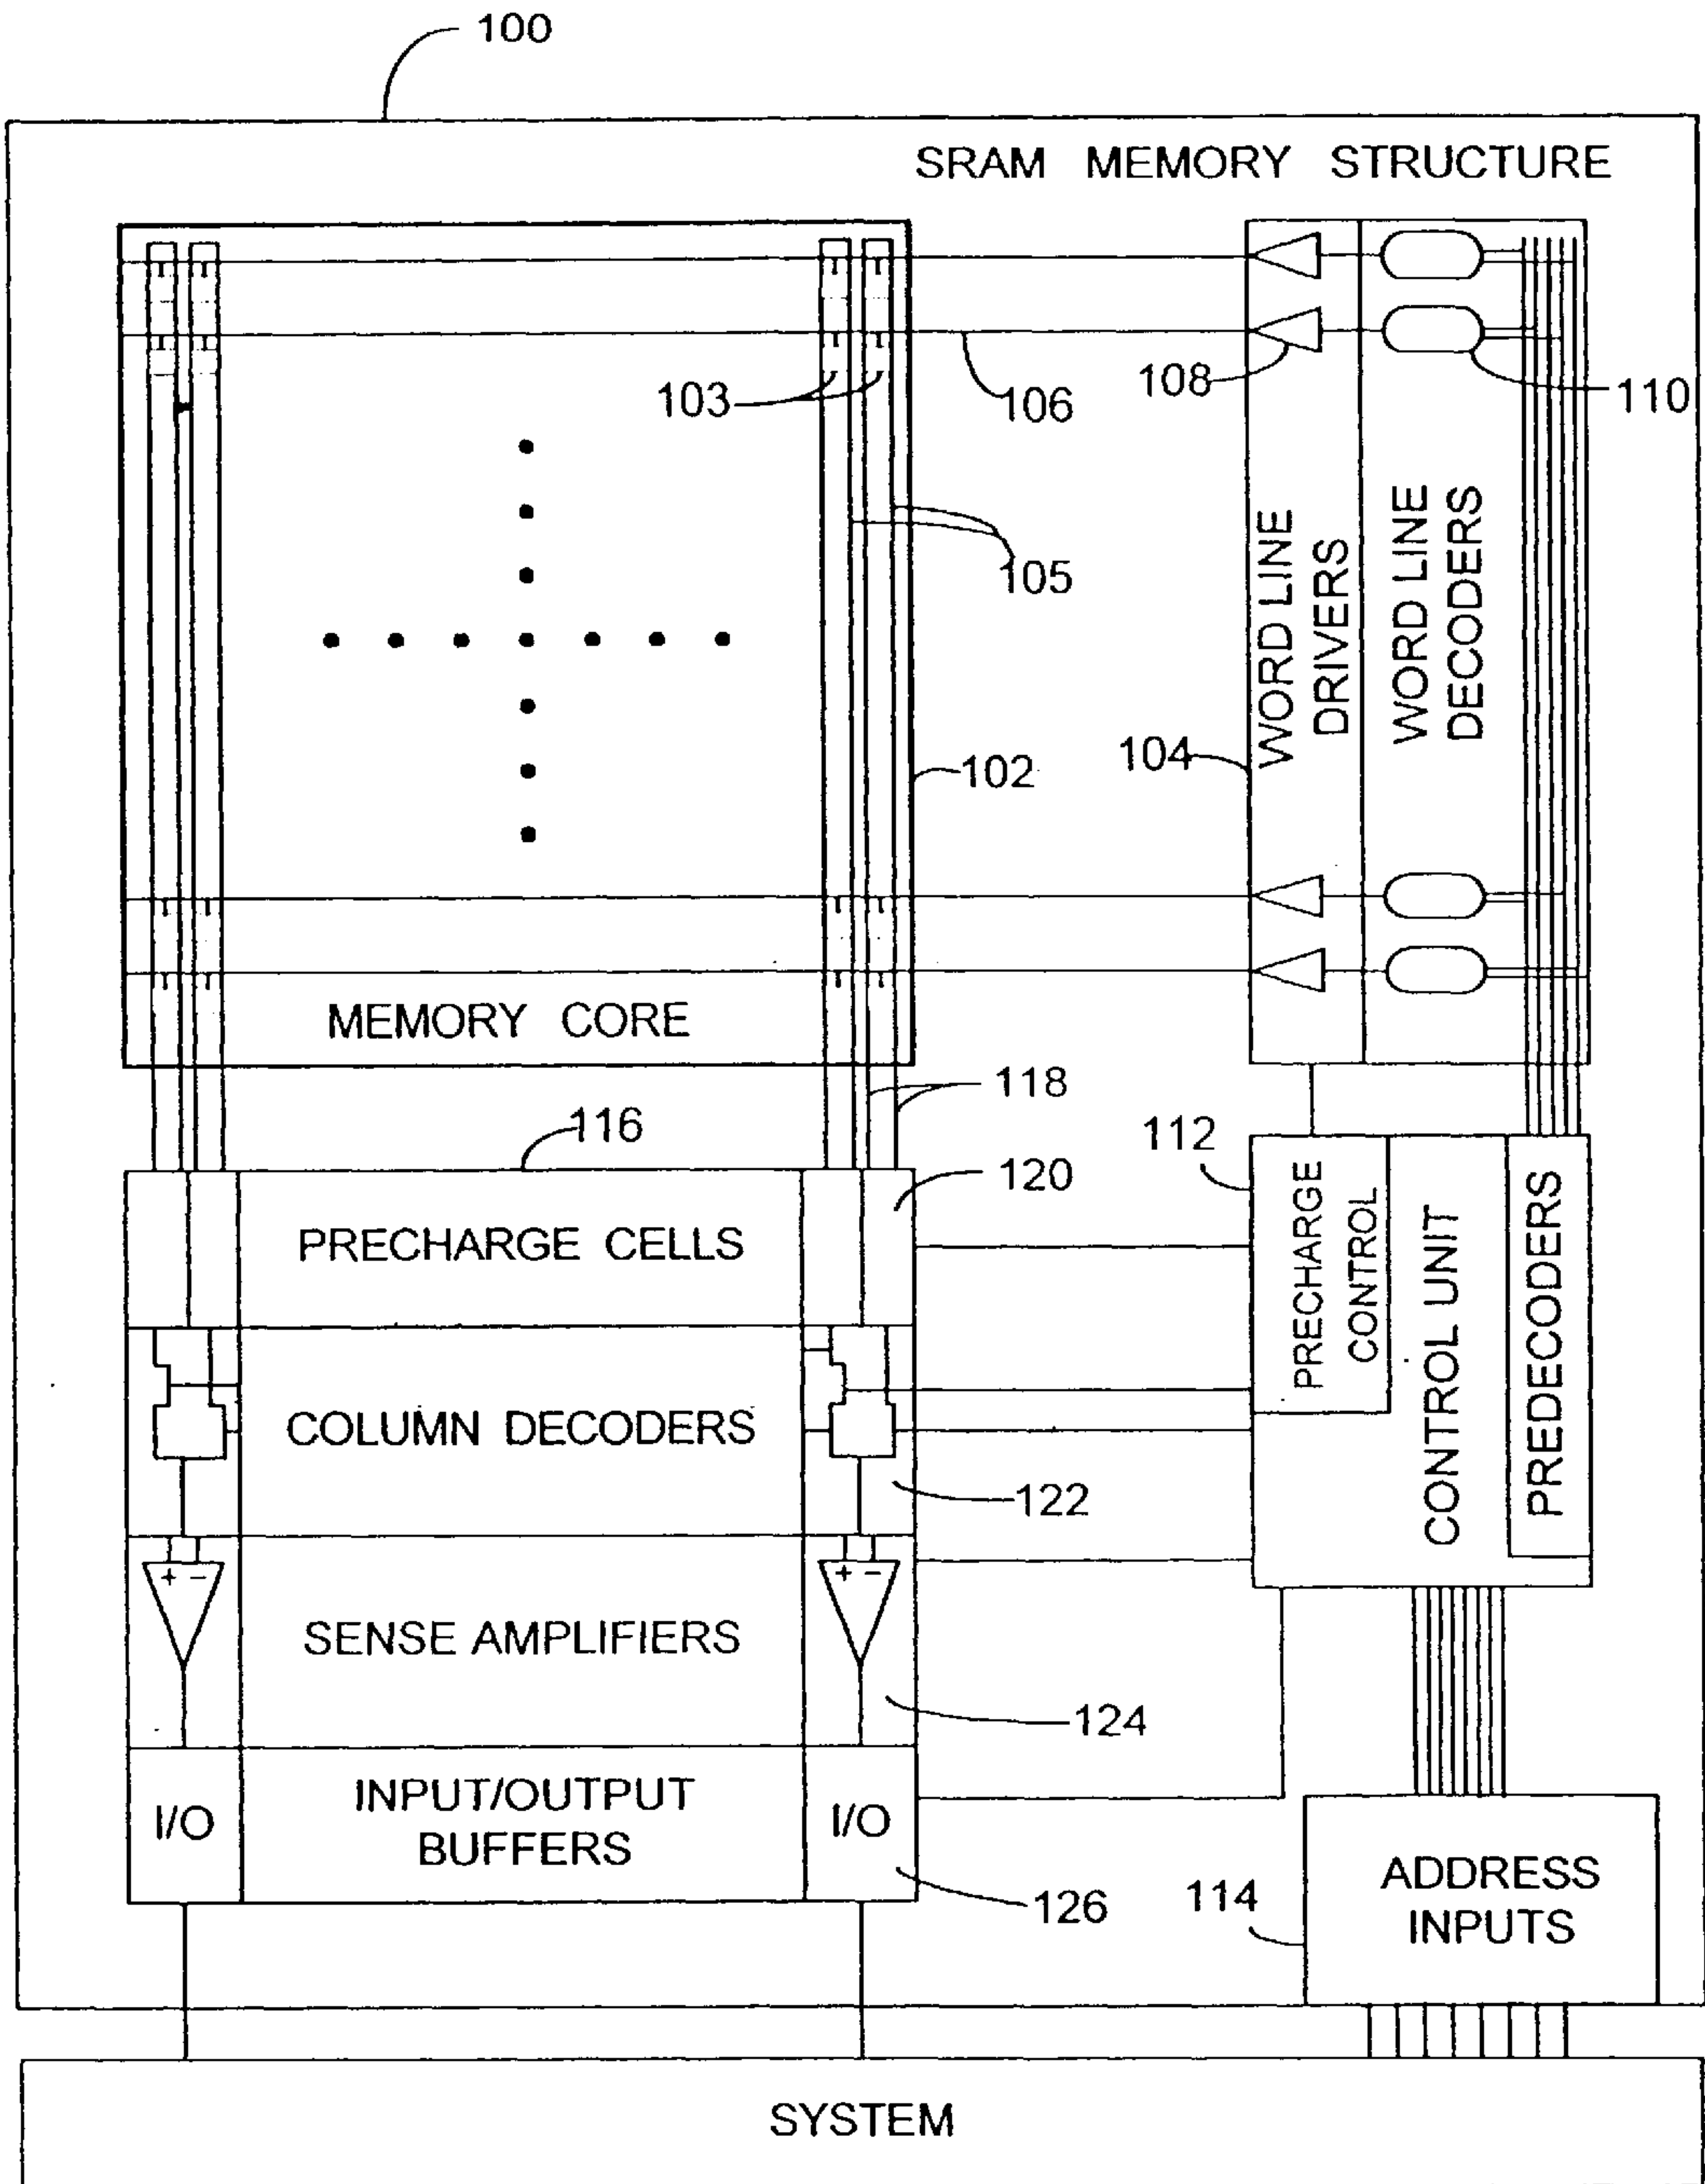 100
SRAM MEMORY STRUCTURE
103
106
108
110
105
WORD LINE
DRIVERS
WORD LINE
DECODERS
104
102
MEMORY CORE
118
116
112
120
PRECHARGE CELLS
PRECHARGE
CONTROL
CONTROL UNIT
PREDECODERS
COLUMN DECODERS
122
+ -
+ -
SENSE AMPLIFIERS
124
I/O
INPUT/OUTPUT
BUFFERS
I/O
126
114
ADDRESS
INPUTS
SYSTEM